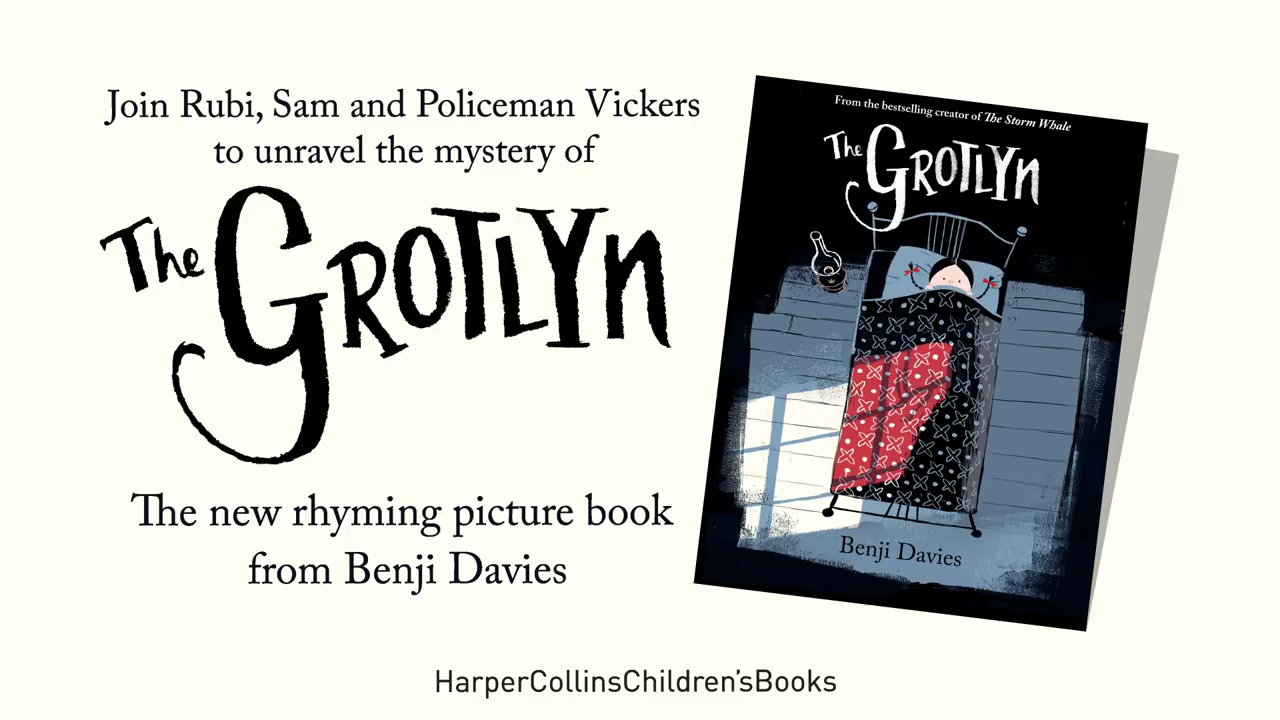 Join Rubi, Sam and Policeman Vickers
to unravel the mystery of
The GROTLYn
The new rhyming picture book
from Benji Davies
From the bestselling creator of The Storm Whale
The GROTLYn
Benji Davies
HarperCollinsChildren'sBooks